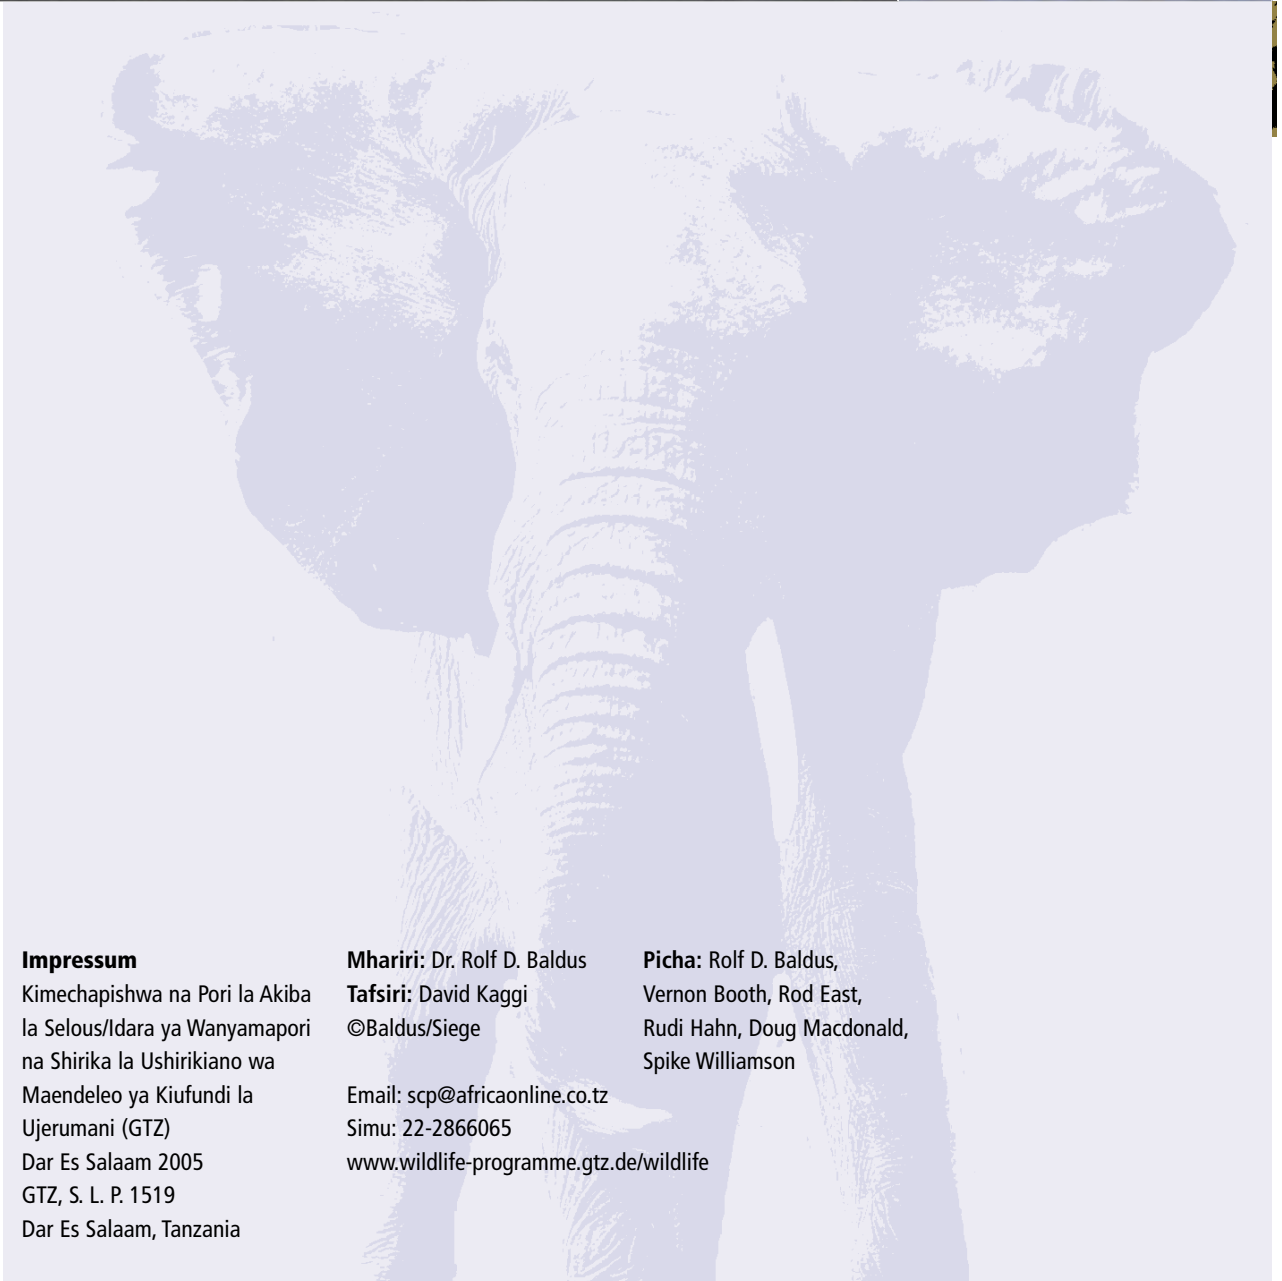 Impressum
Kimechapishwa na Pori la Akiba
la Selous/Idara ya Wanyamapori
na Shirika la Ushirikiano wa
Maendeleo ya Kiufundi la
Ujerumani (GTZ)
Dar Es Salaam 2005
GTZ, S. L. P. 1519
Dar Es Salaam, Tanzania
Mhariri: Dr. Rolf D. Baldus
Tafsiri: David Kaggi
©Baldus/Siege
Email: scp@africaonline.co.tz
Simu: 22-2866065
www.wildlife-programme.gtz.de/wildlife
Picha: Rolf D. Baldus,
Vernon Booth, Rod East,
Rudi Hahn, Doug Macdonald,
Spike Williamson